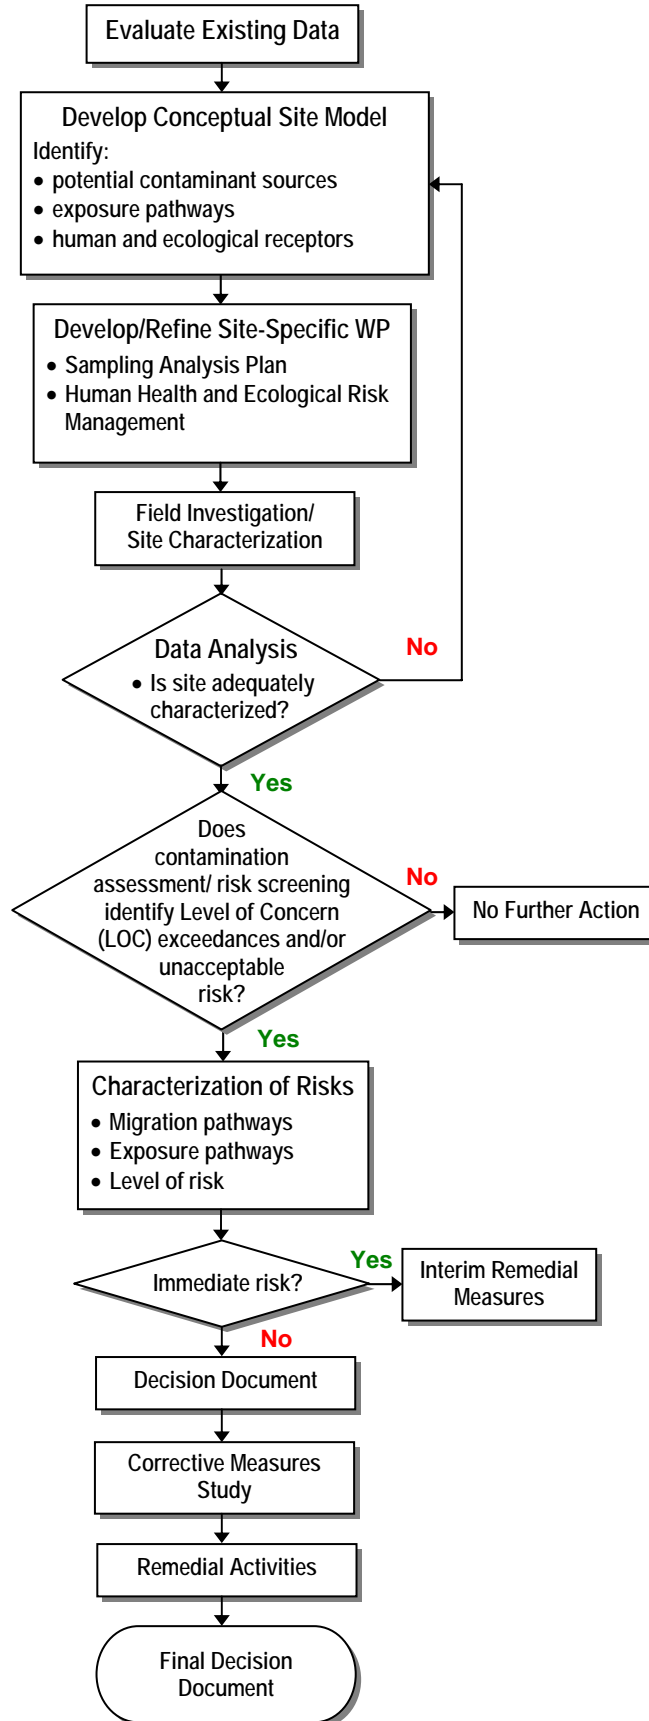 Evaluate Existing Data
Develop Conceptual Site Model
Identify:
• potential contaminant sources
• exposure pathways
• human and ecological receptors
Develop/Refine Site-Specific WP
• Sampling Analysis Plan
• Human Health and Ecological Risk
Management
Field Investigation/
Site Characterization
Data Analysis
• Is site adequately
characterized?
No
Yes
Does
contamination
assessment/ risk screening
identify Level of Concern
(LOC) exceedances and/or
unacceptable
risk?
No
No Further Action
Yes
Characterization of Risks
• Migration pathways
• Exposure pathways
• Level of risk
Immediate risk?
Yes
Interim Remedial
Measures
No
Decision Document
Corrective Measures
Study
Remedial Activities
Final Decision
Document